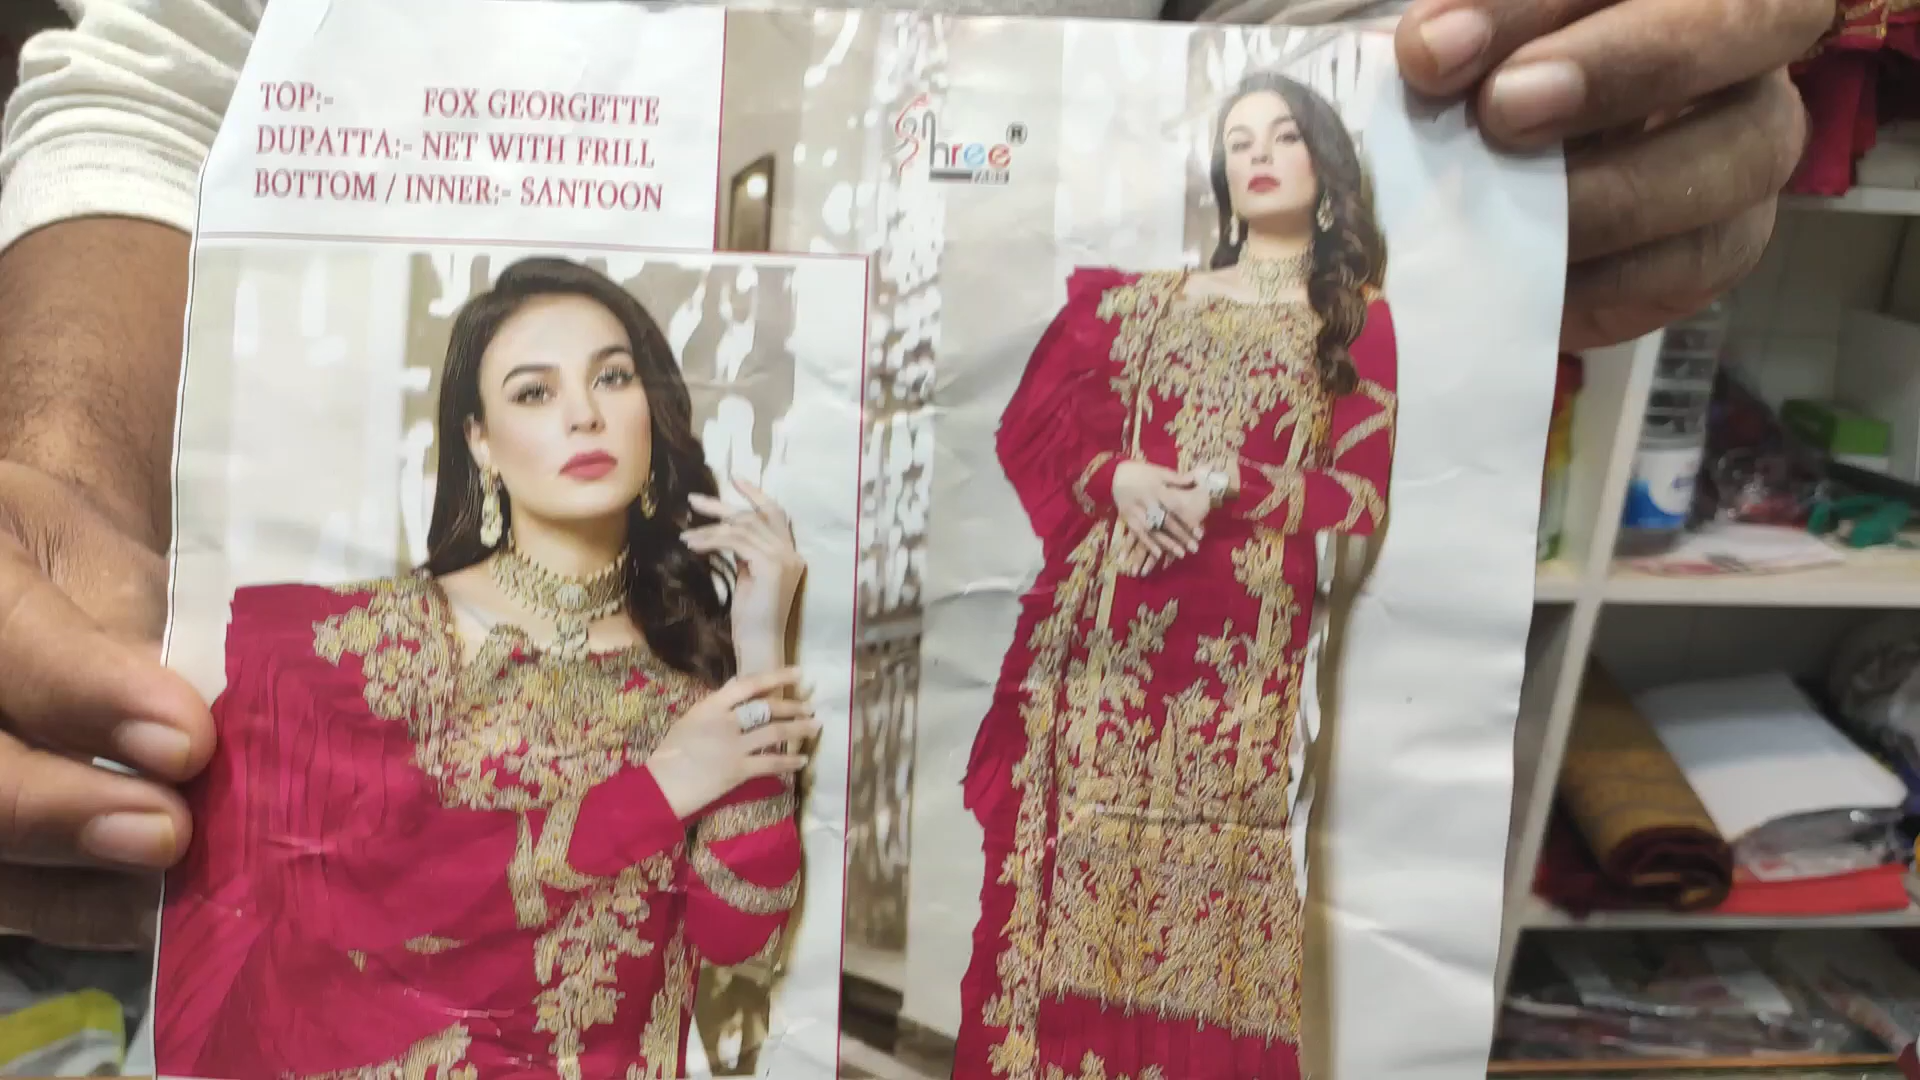 TOP:- FOX GEORGETTE
DUPATTA:- NET WITH FRILL
BOTTOM / INNER:- SANTOON
Shree®